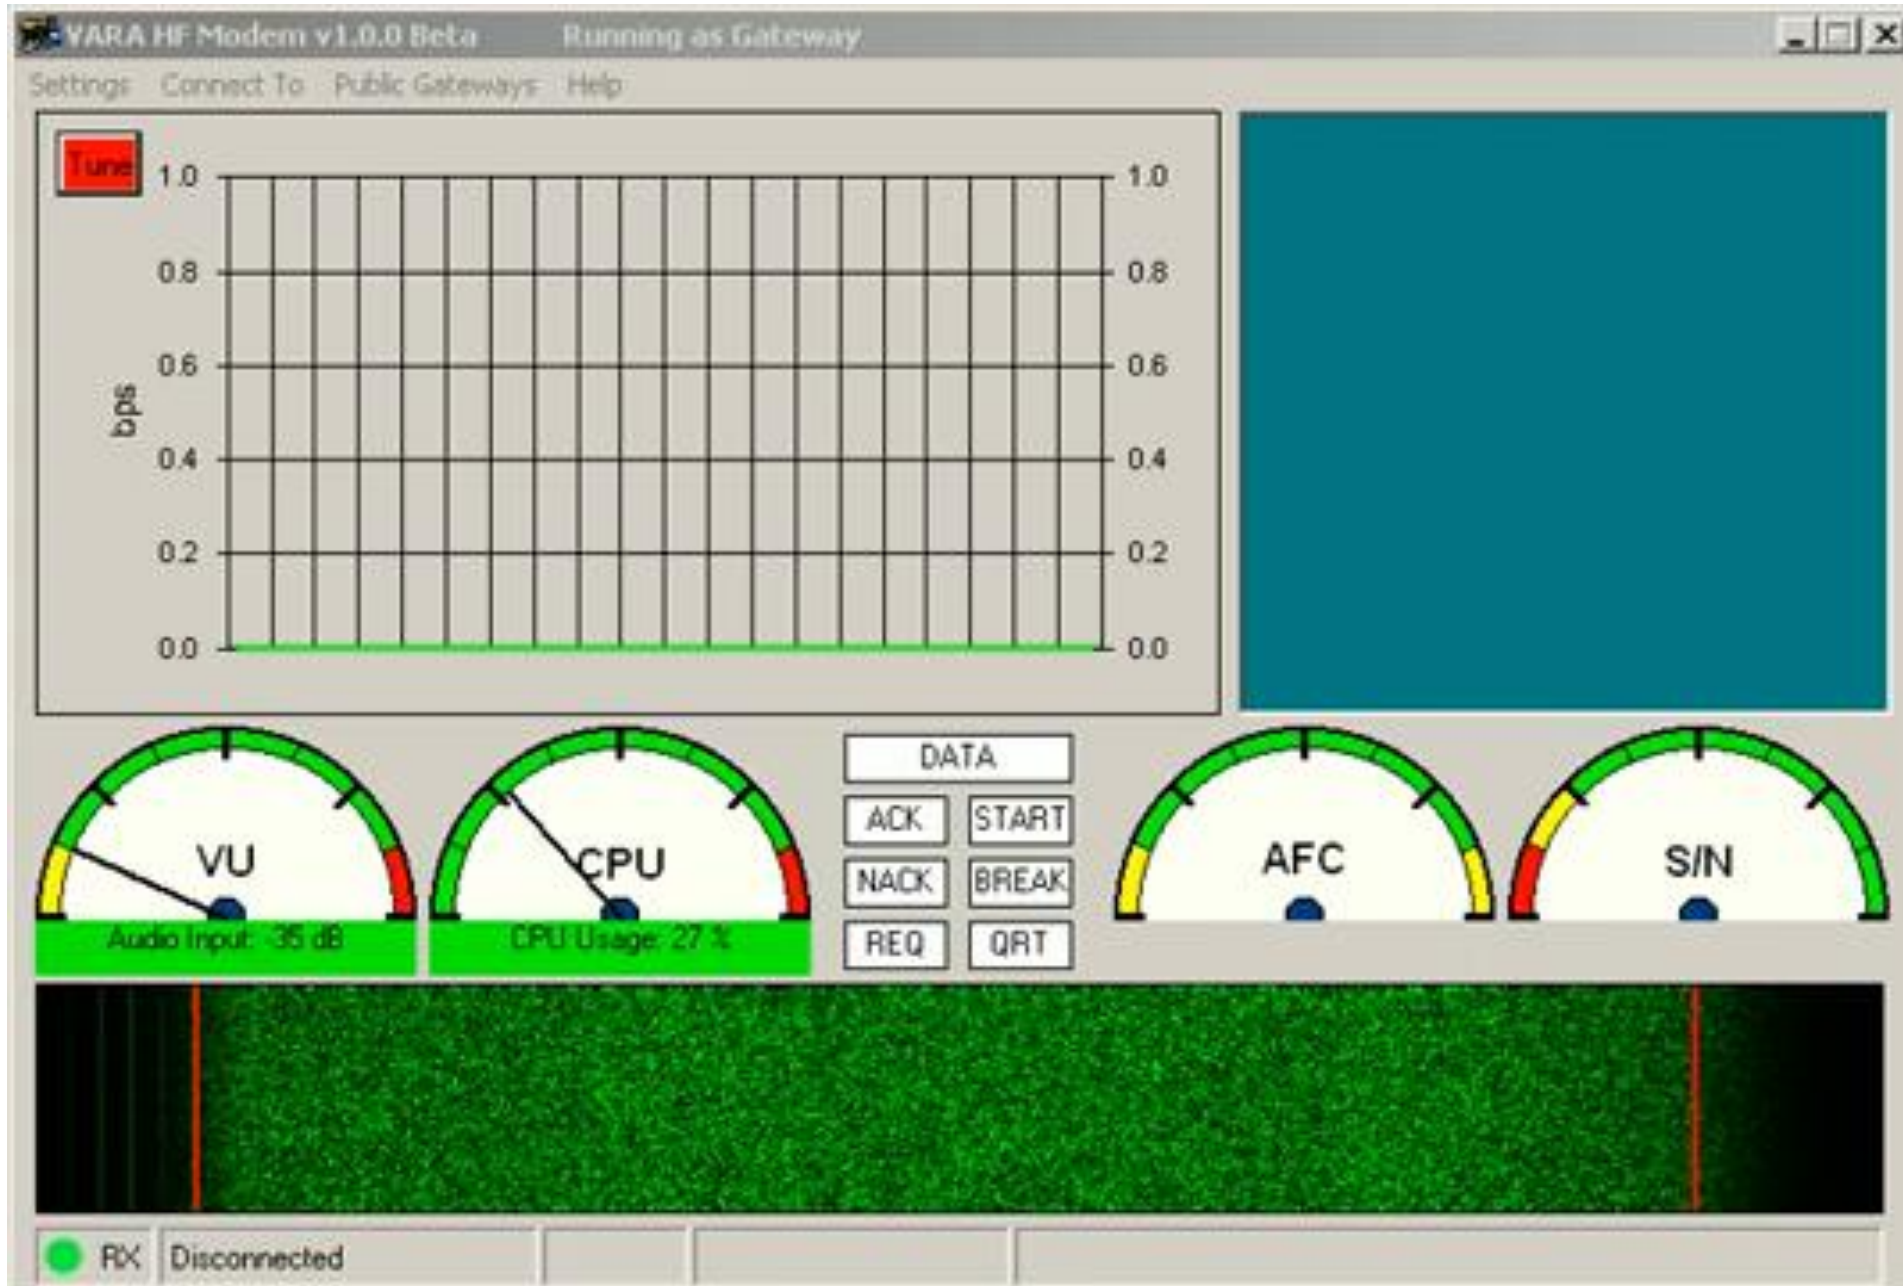 VARA HF Modem v1.0.0 Beta Running as Gateway
Settings Connect To Public Gateways Help
Tune
1.0 1.0
0.8 0.8
0.6 0.6
bps
0.4 0.4
0.2 0.2
0.0 0.0
VU
Audio Input: -35 dB
CPU
CPU Usage: 27 %
DATA
ACK START
NACK BREAK
REQ QRT
AFC
S/N
RX Disconnected